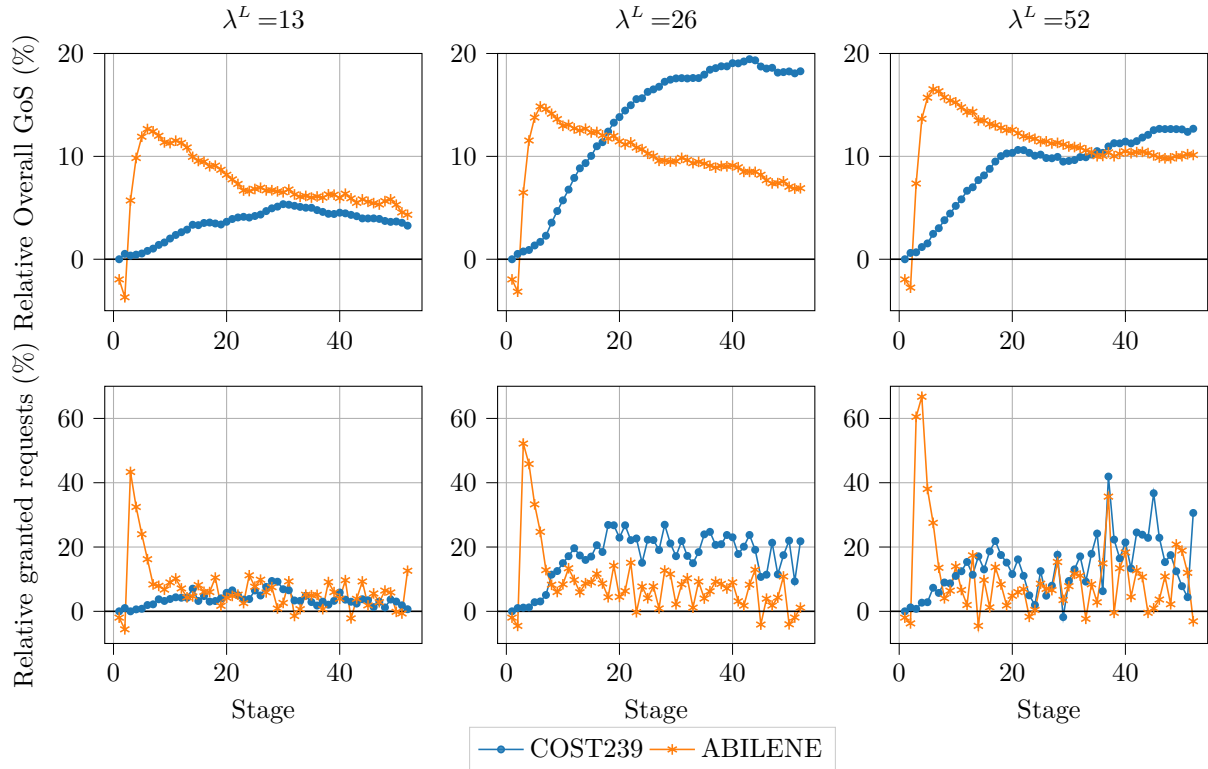 λ^L =13 λ^L =26 λ^L =52
Relative Overall GoS (%)
20 20 20
10 10 10
0 0 0
0 20 40 0 20 40 0 20 40
Relative granted requests (%)
60 60 60
40 40 40
20 20 20
0 0 0
0 20 40 0 20 40 0 20 40
Stage Stage Stage
COST239 ABILENE